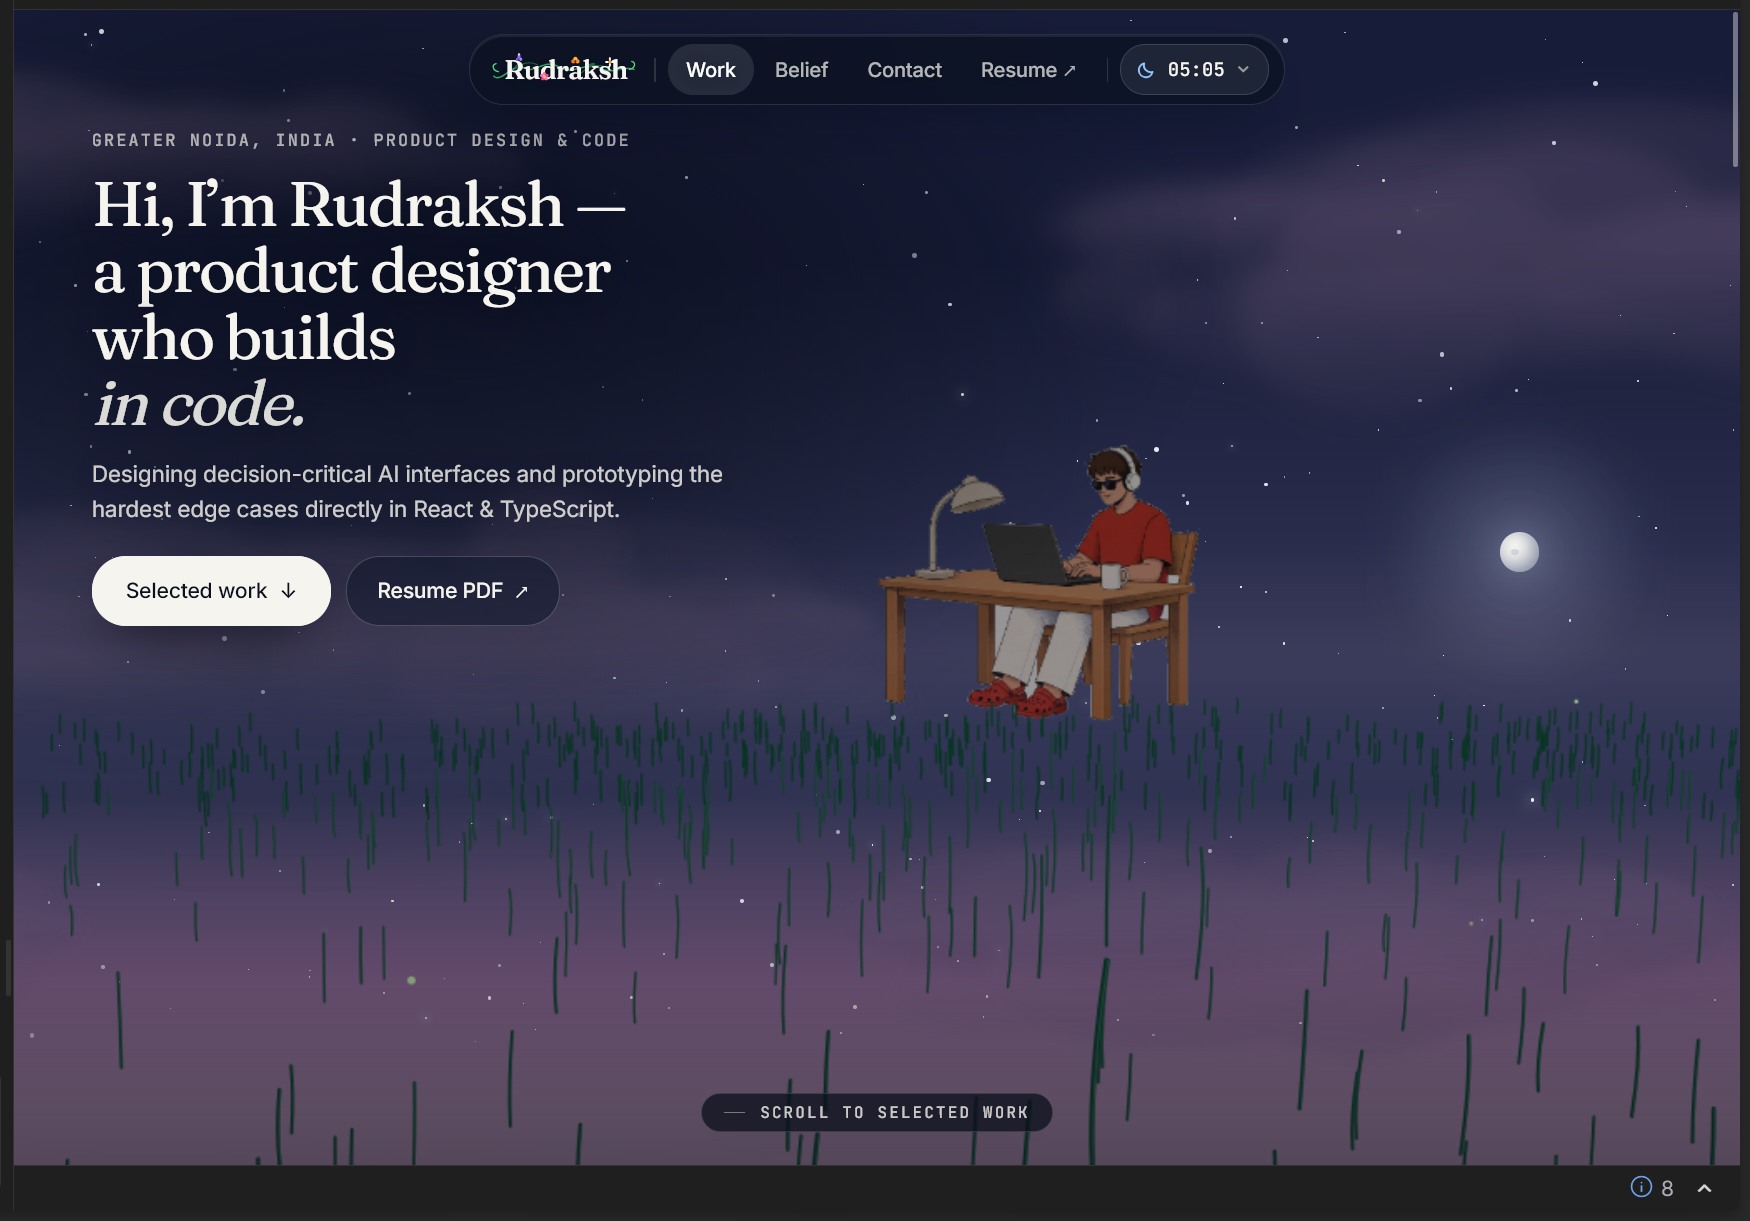 Rudraksh
Work
Belief
Contact
Resume ↗
05:05
GREATER NOIDA, INDIA · PRODUCT DESIGN & CODE
Hi, I’m Rudraksh —
a product designer
who builds
in code.
Designing decision-critical AI interfaces and prototyping the
hardest edge cases directly in React & TypeScript.
Selected work ↓
Resume PDF ↗
SCROLL TO SELECTED WORK
8